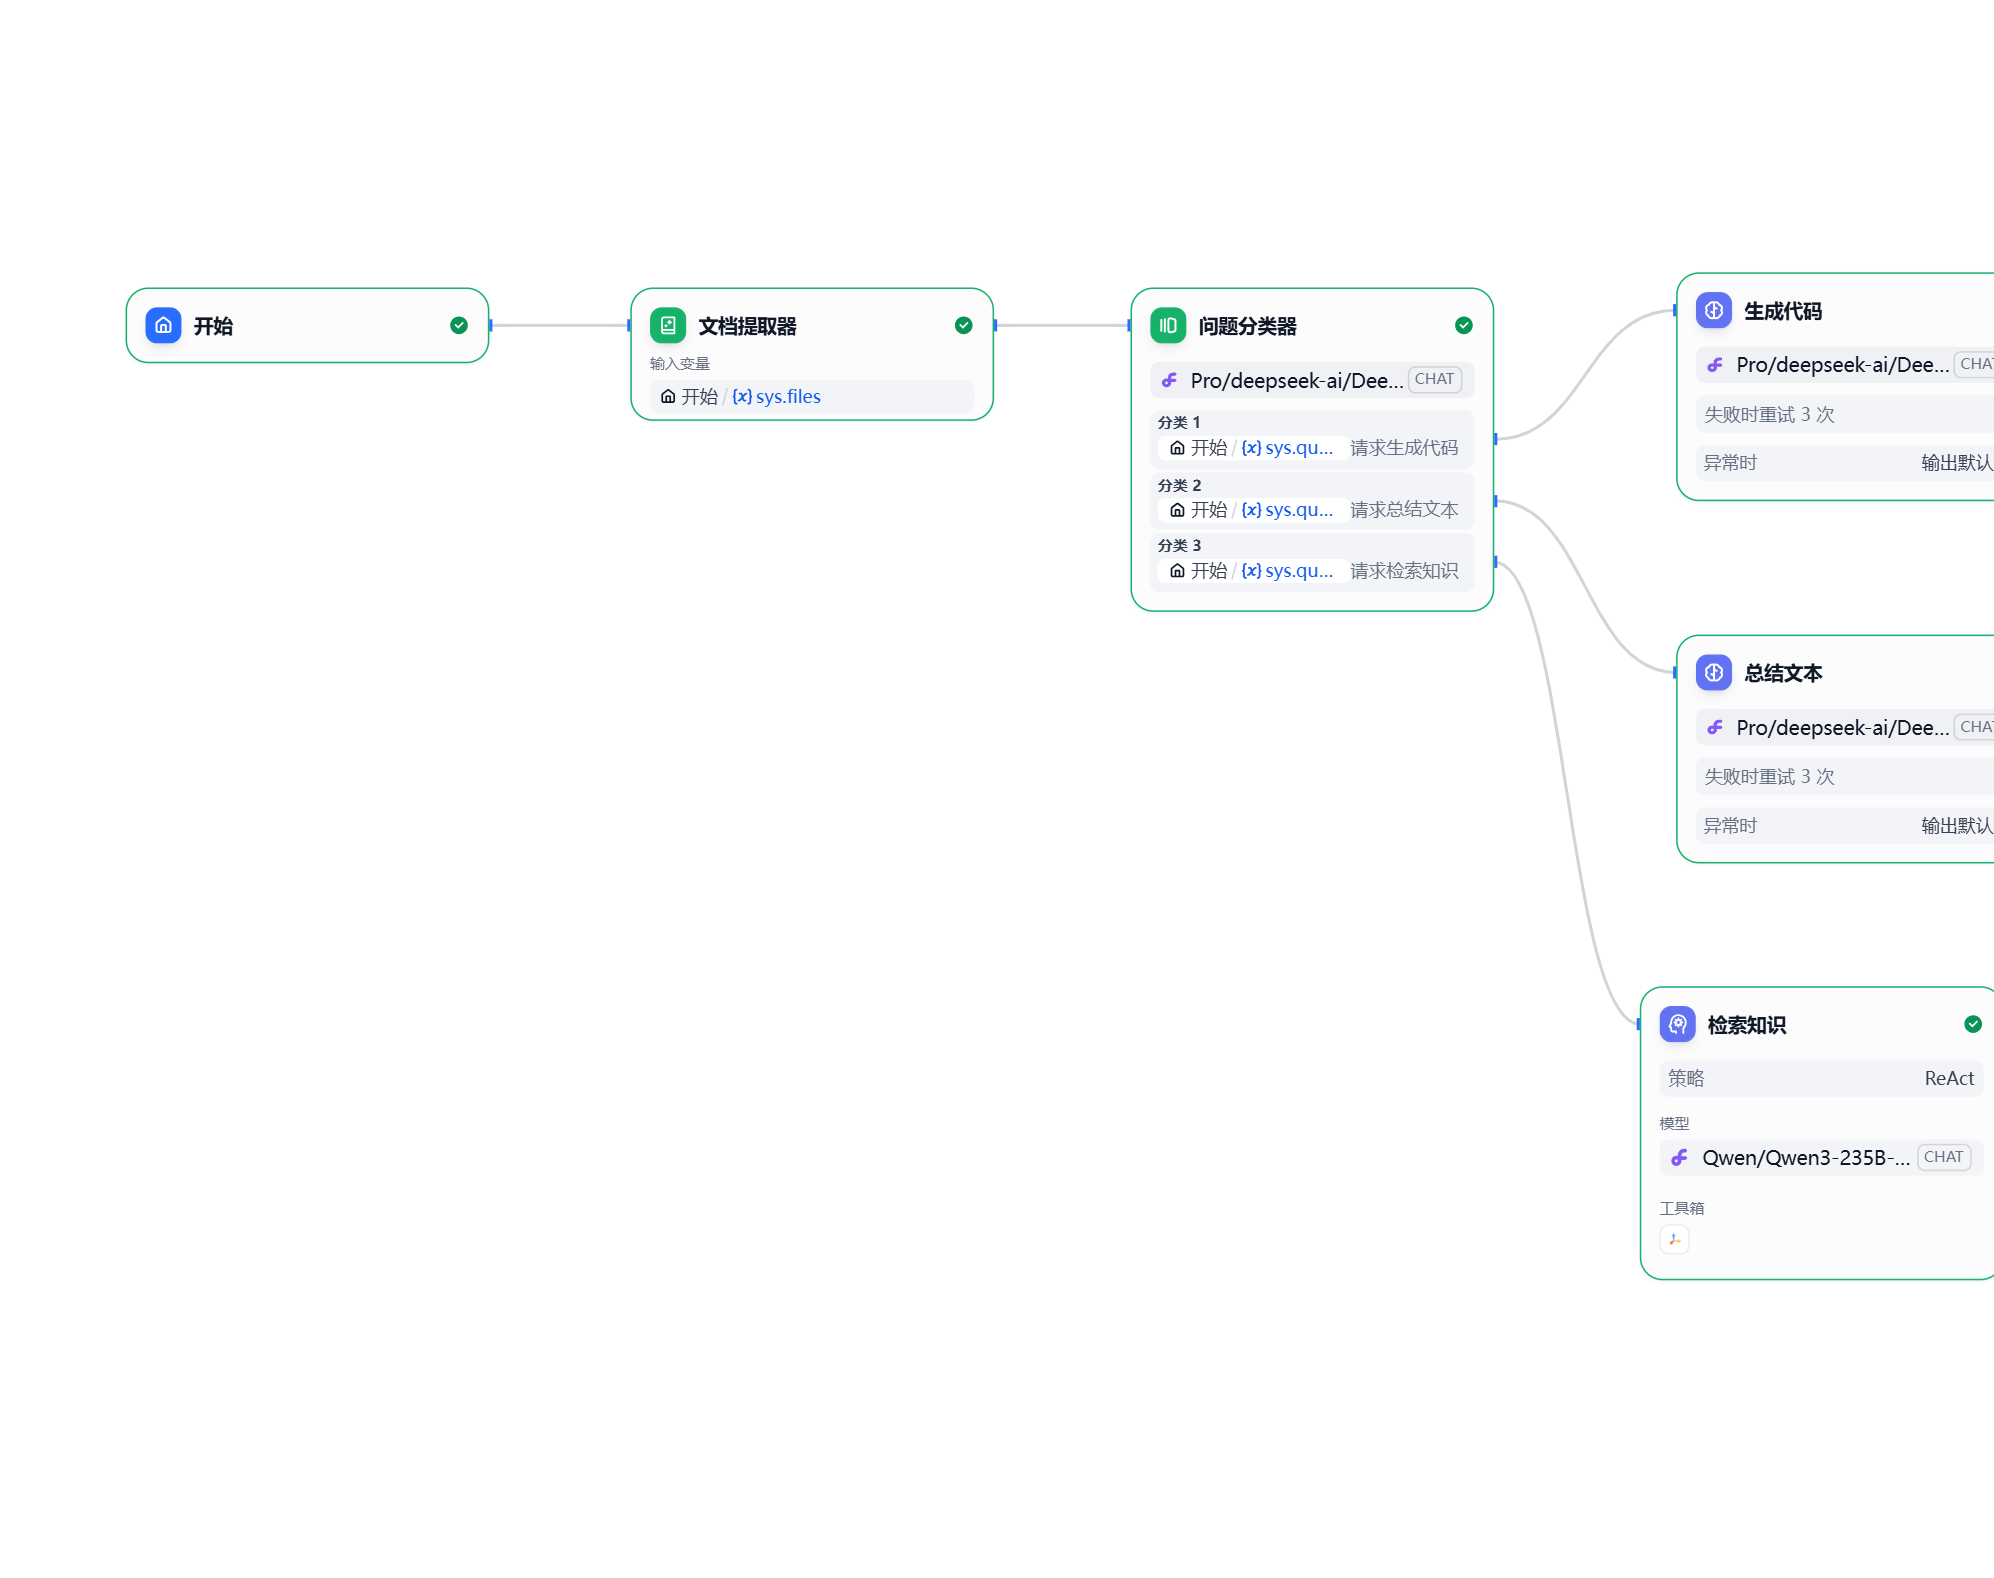 开始
文档提取器
输入变量
开始 / {x} sys.files
问题分类器
Pro/deepseek-ai/Dee... CHAT
分类 1
开始 / {x} sys.qu... 请求生成代码
分类 2
开始 / {x} sys.qu... 请求总结文本
分类 3
开始 / {x} sys.qu... 请求检索知识
生成代码
Pro/deepseek-ai/Dee... CHAT
失败时重试 3 次
异常时 输出默认
总结文本
Pro/deepseek-ai/Dee... CHAT
失败时重试 3 次
异常时 输出默认
检索知识
策略 ReAct
模型
Qwen/Qwen3-235B-... CHAT
工具箱